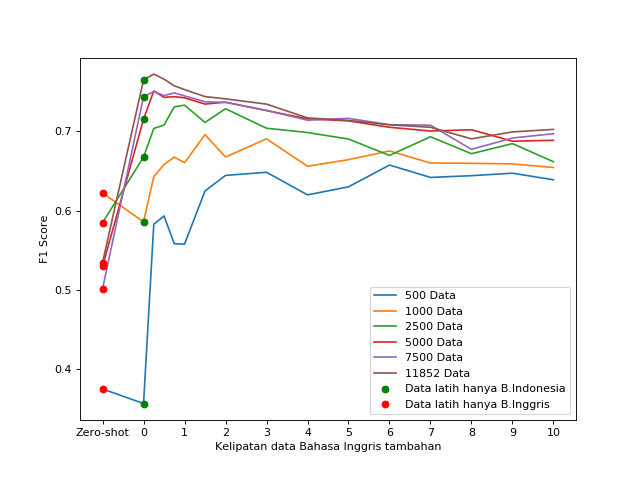 F1 Score
0.7
0.6
0.5
0.4
500 Data
1000 Data
2500 Data
5000 Data
7500 Data
11852 Data
Data latih hanya B.Indonesia
Data latih hanya B.Inggris
Zero-shot 0 1 2 3 4 5 6 7 8 9 10
Kelipatan data Bahasa Inggris tambahan